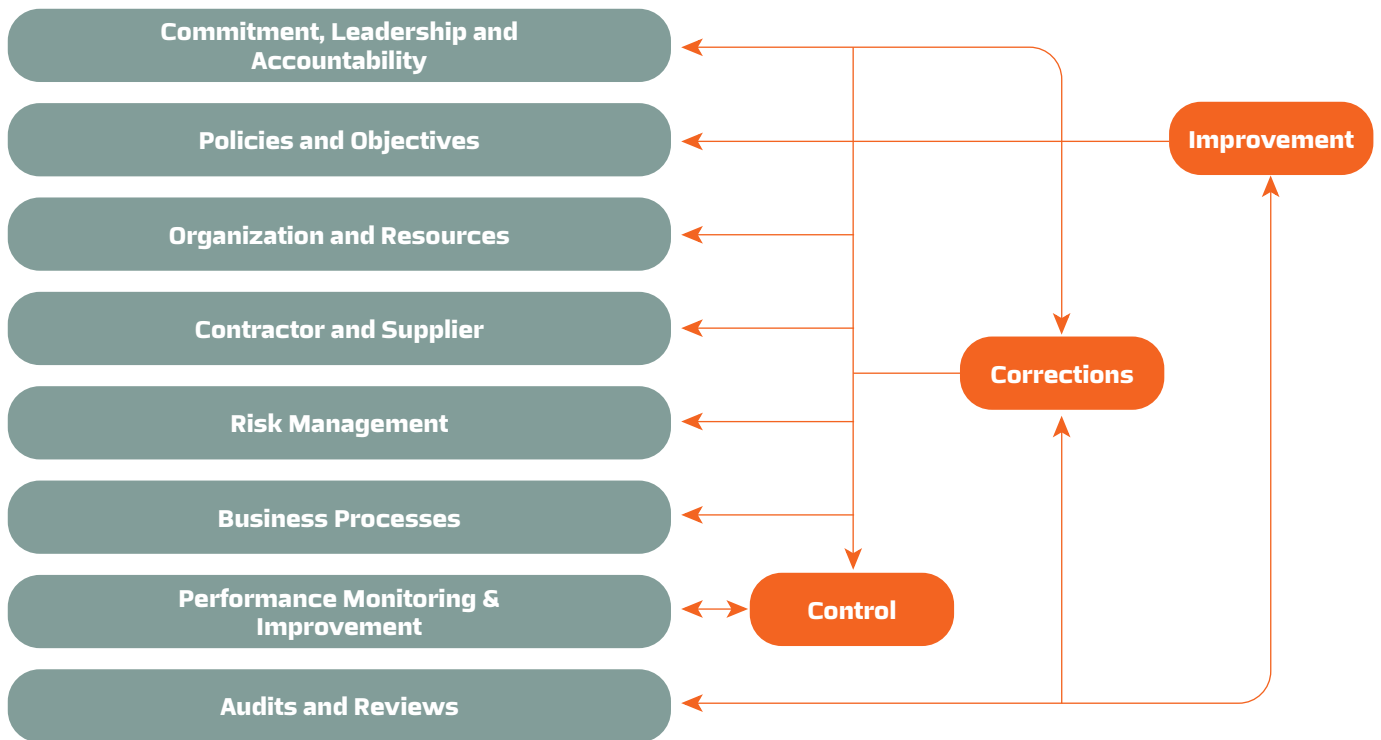 Commitment, Leadership and
Accountability
Policies and Objectives
Improvement
Organization and Resources
Contractor and Supplier
Corrections
Risk Management
Business Processes
Performance Monitoring &
Improvement
Control
Audits and Reviews